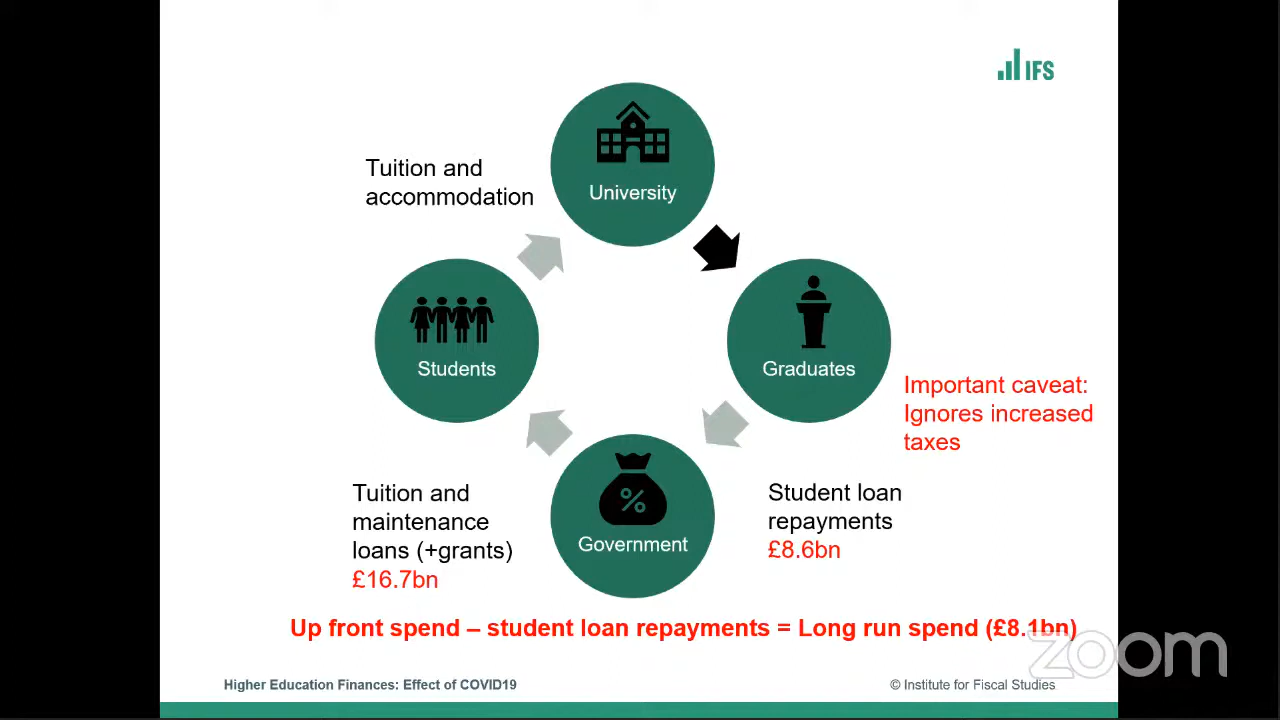 IFS
University
Tuition and
accommodation
Students
Graduates
Important caveat:
Ignores increased
taxes
Government
Tuition and
maintenance
loans (+grants)
£16.7bn
Student loan
repayments
£8.6bn
Up front spend – student loan repayments = Long run spend (£8.1bn)
zoom
Higher Education Finances: Effect of COVID19
© Institute for Fiscal Studies